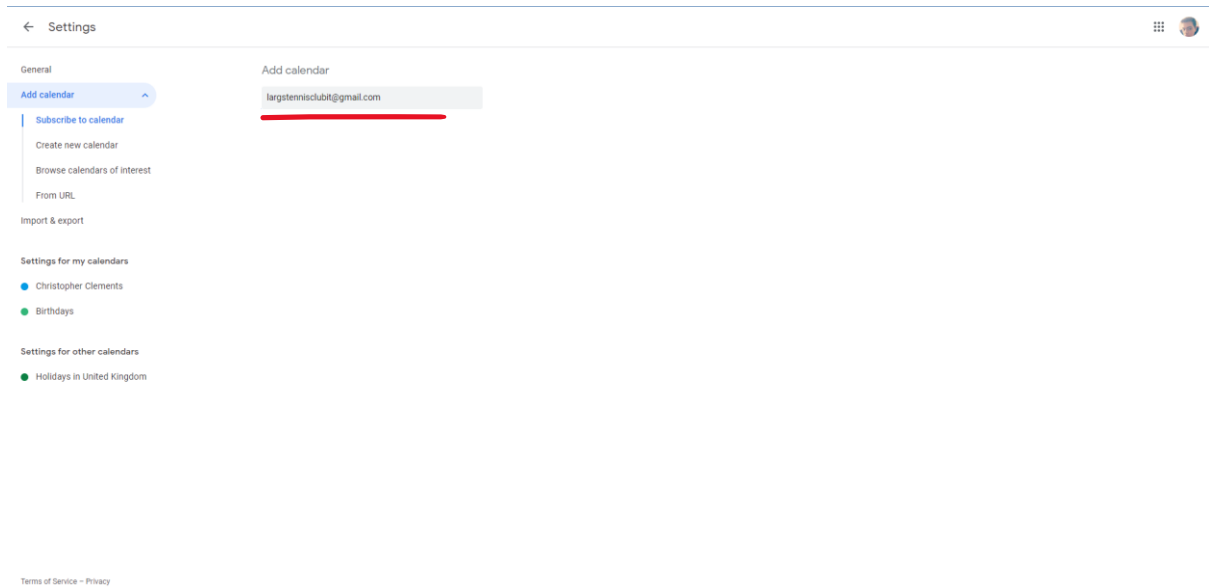 Settings
General
Add calendar
Subscribe to calendar
Create new calendar
Browse calendars of interest
From URL
Import & export
Settings for my calendars
Christopher Clements
Birthdays
Settings for other calendars
Holidays in United Kingdom
Add calendar
largstennisclubit@gmail.com
Terms of Service – Privacy